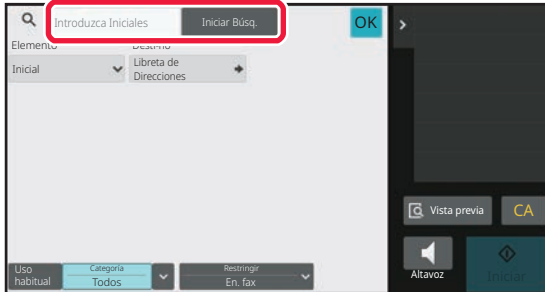 Introduzca Iniciales
Iniciar Búsq.
OK
Elemento
Inicial
Libreta de
Direcciones
Vista previa
CA
Altavoz
Iniciar
Uso
habitual
Categoría
Todos
Restringir
En. fax